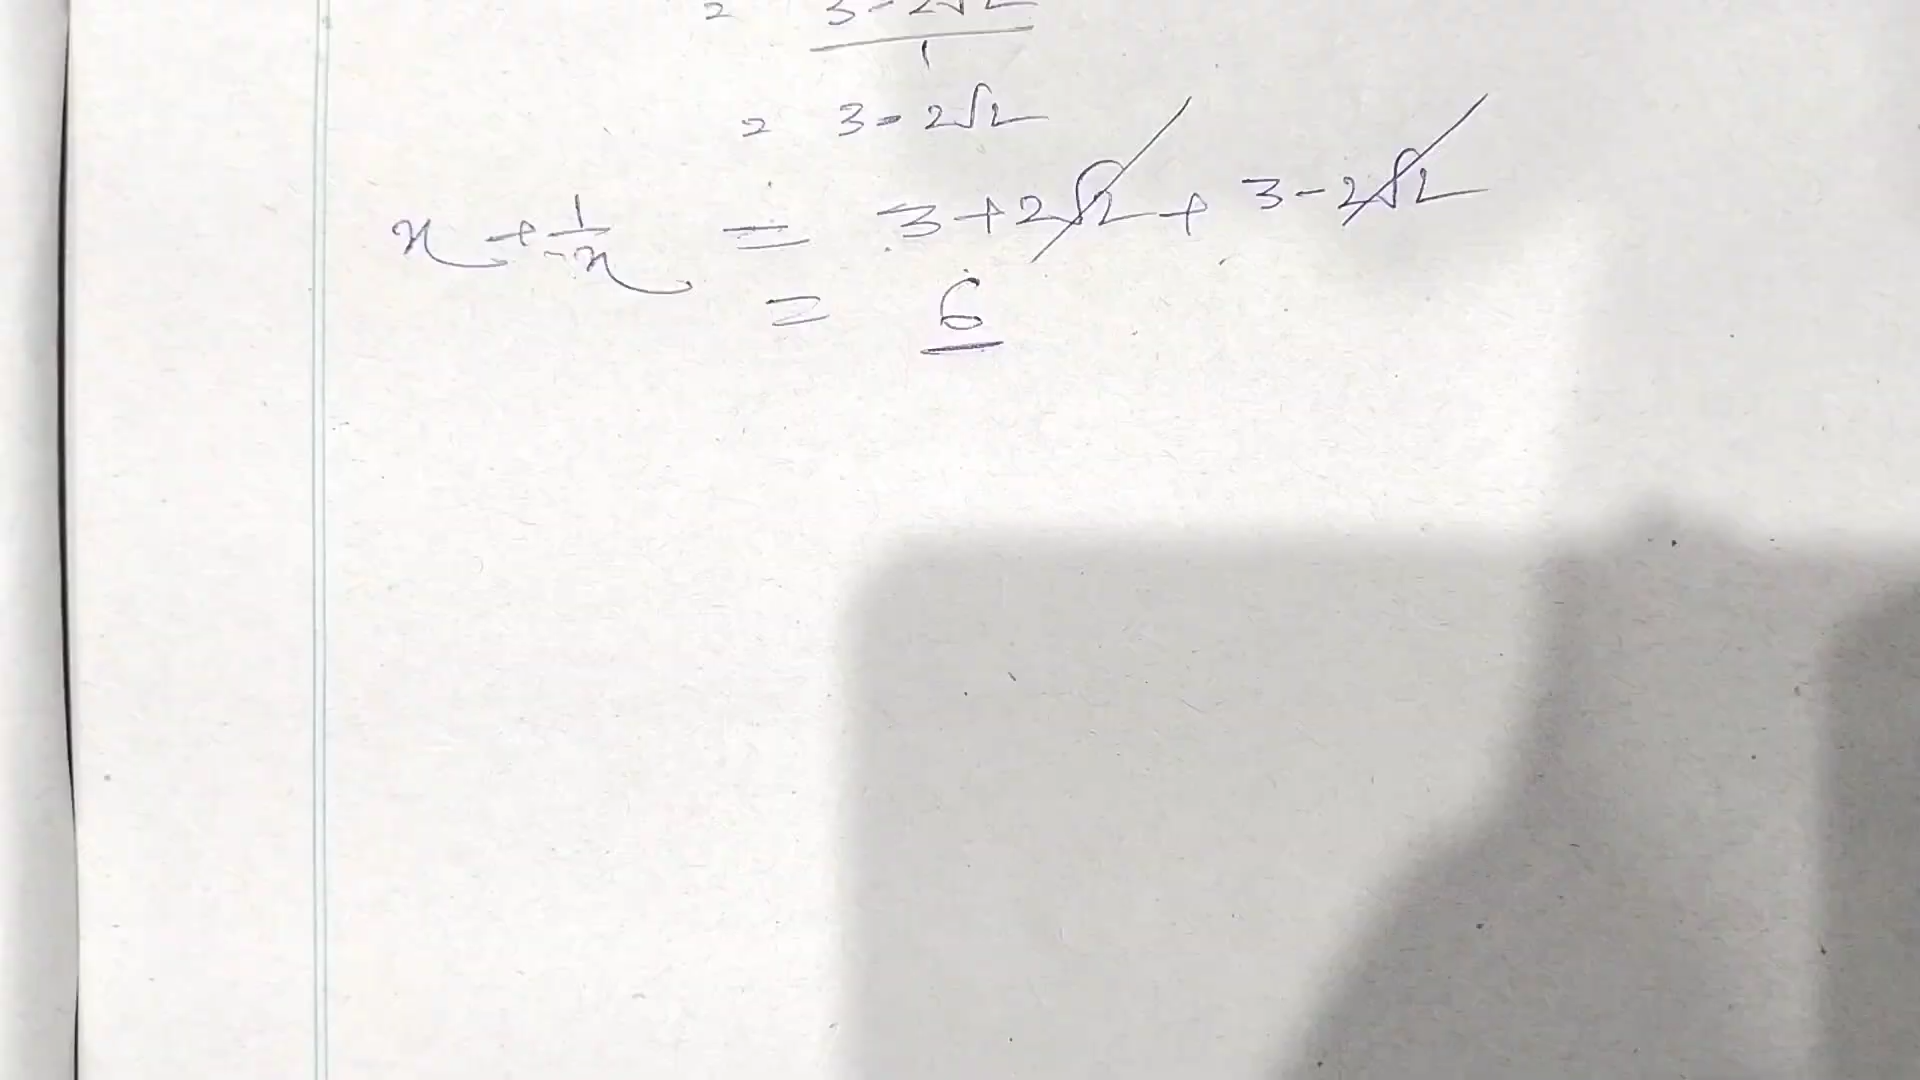 = 3-2√2
1
= 3-2√2
x + 1/x = 3+2√2 + 3-2√2
= 6